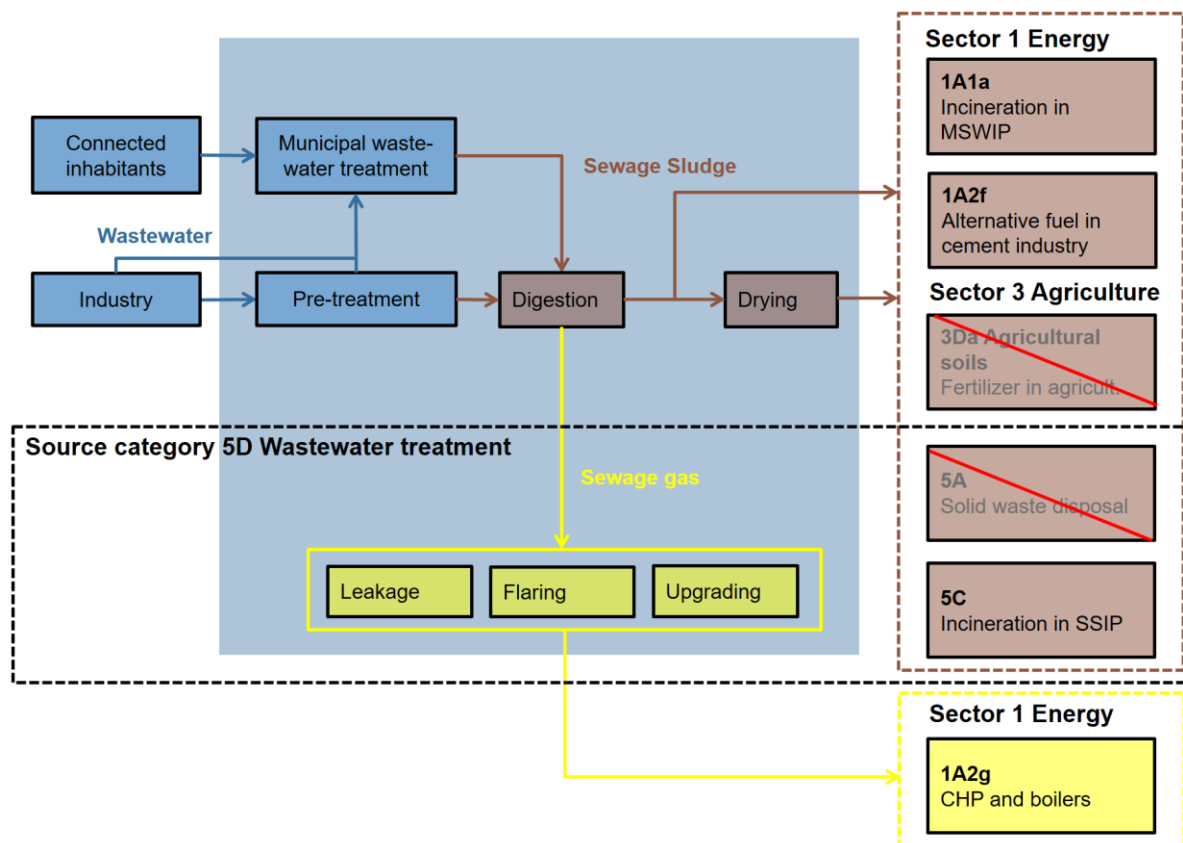 Sector 1 Energy
1A1a
Incineration in
MSWIP
Connected
inhabitants
Municipal waste-
water treatment
Sewage Sludge
1A2f
Alternative fuel in
cement industry
Wastewater
Industry
Pre-treatment
Digestion
Drying
Sector 3 Agriculture
3Da Agricultural
soils
Fertilizer in agricult.
Source category 5D Wastewater treatment
Sewage gas
5A
Solid waste disposal
Leakage
Flaring
Upgrading
5C
Incineration in SSIP
Sector 1 Energy
1A2g
CHP and boilers